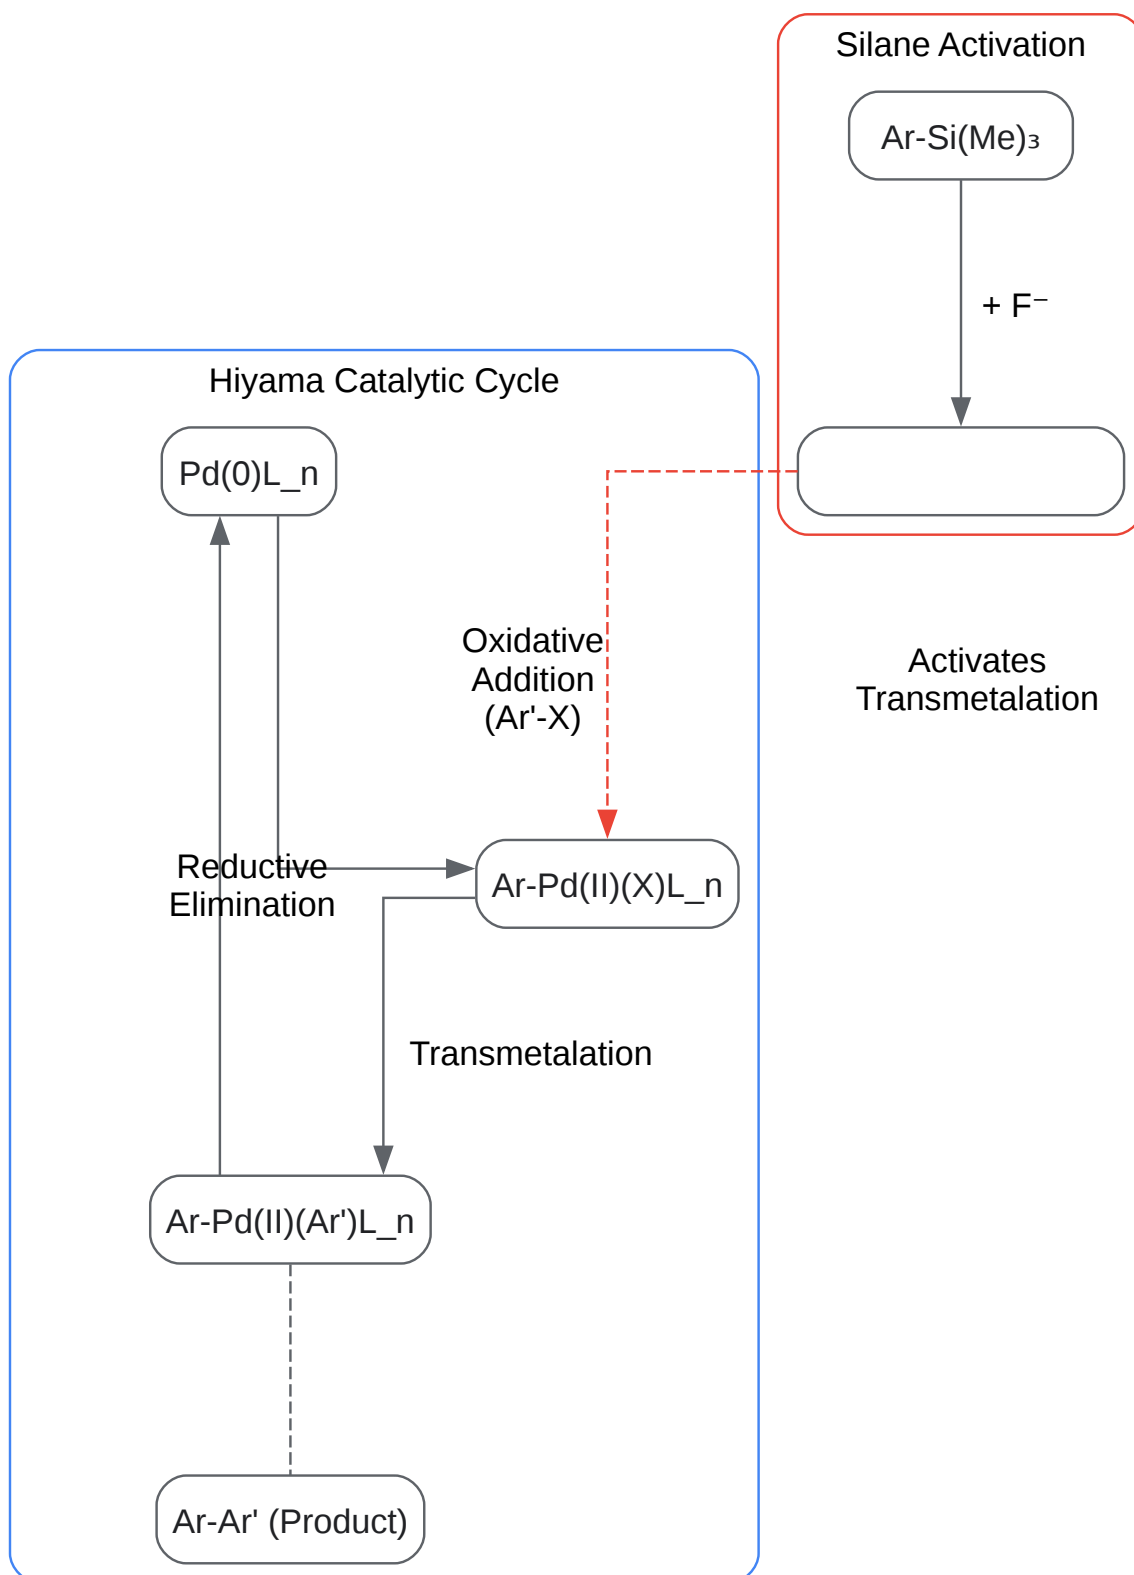 Silane Activation
Ar-Si(Me)₃
+ F⁻
Hiyama Catalytic Cycle
Pd(0)L_n
Oxidative
Addition
(Ar'-X)
Activates
Transmetalation
Reductive
Elimination
Ar-Pd(II)(X)L_n
Transmetalation
Ar-Pd(II)(Ar')L_n
Ar-Ar' (Product)